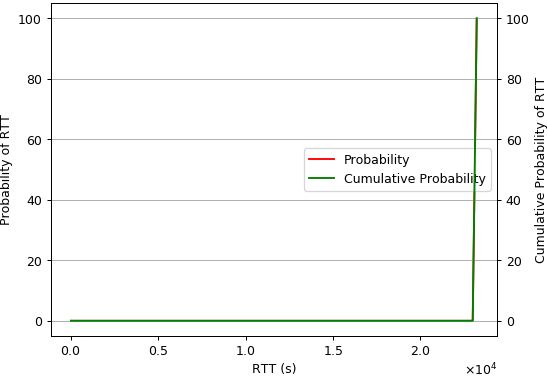 100
80
60
40
20
0
Probability of RTT
100
80
60
40
20
0
Cumulative Probability of RTT
Probability
Cumulative Probability
0.0 0.5 1.0 1.5 2.0
×10⁴
RTT (s)